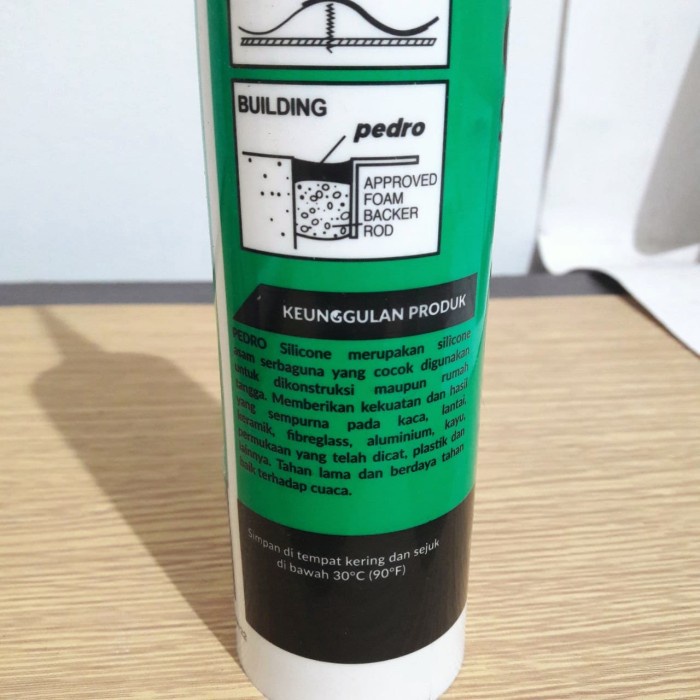 BUILDING
pedro
APPROVED
FOAM
BACKER
ROD
KEUNGGULAN PRODUK
PEDRO Silicone merupakan silicone
asam serbaguna yang cocok digunakan
untuk dikonstruksi maupun rumah
tangga. Memberikan kekuatan dan hasil
yang sempurna pada kaca, lantai,
keramik, fibreglass, aluminium, kayu,
permukaan yang telah dicat, plastik dan
lainnya. Tahan lama dan berdaya tahan
baik terhadap cuaca.
Simpan di tempat kering dan sejuk
di bawah 30°C (90°F)